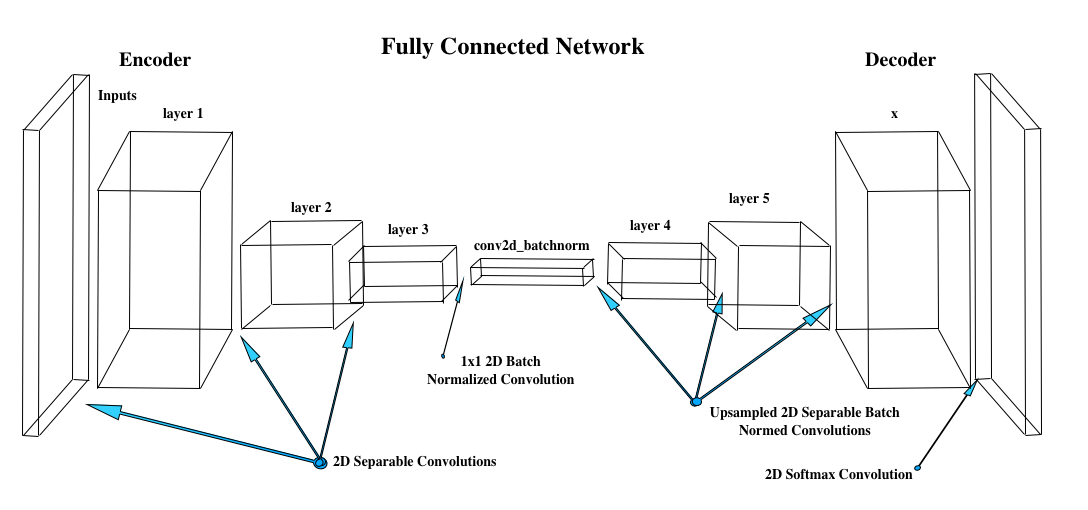 Fully Connected Network
Encoder
Decoder
Inputs
layer 1
x
layer 2
layer 3
conv2d_batchnorm
layer 4
layer 5
1x1 2D Batch
Normalized Convolution
Upsampled 2D Separable Batch
Normed Convolutions
2D Separable Convolutions
2D Softmax Convolution